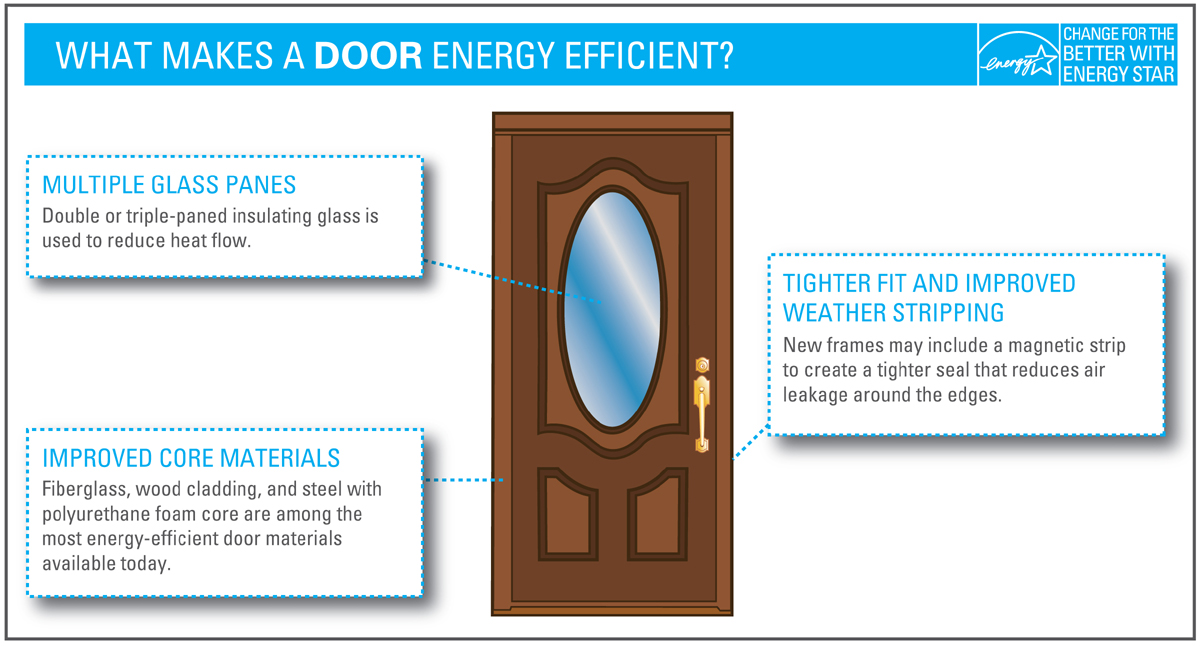 WHAT MAKES A DOOR ENERGY EFFICIENT?
energy
CHANGE FOR THE
BETTER WITH
ENERGY STAR
MULTIPLE GLASS PANES
Double or triple-paned insulating glass is
used to reduce heat flow.
TIGHTER FIT AND IMPROVED
WEATHER STRIPPING
New frames may include a magnetic strip
to create a tighter seal that reduces air
leakage around the edges.
IMPROVED CORE MATERIALS
Fiberglass, wood cladding, and steel with
polyurethane foam core are among the
most energy-efficient door materials
available today.